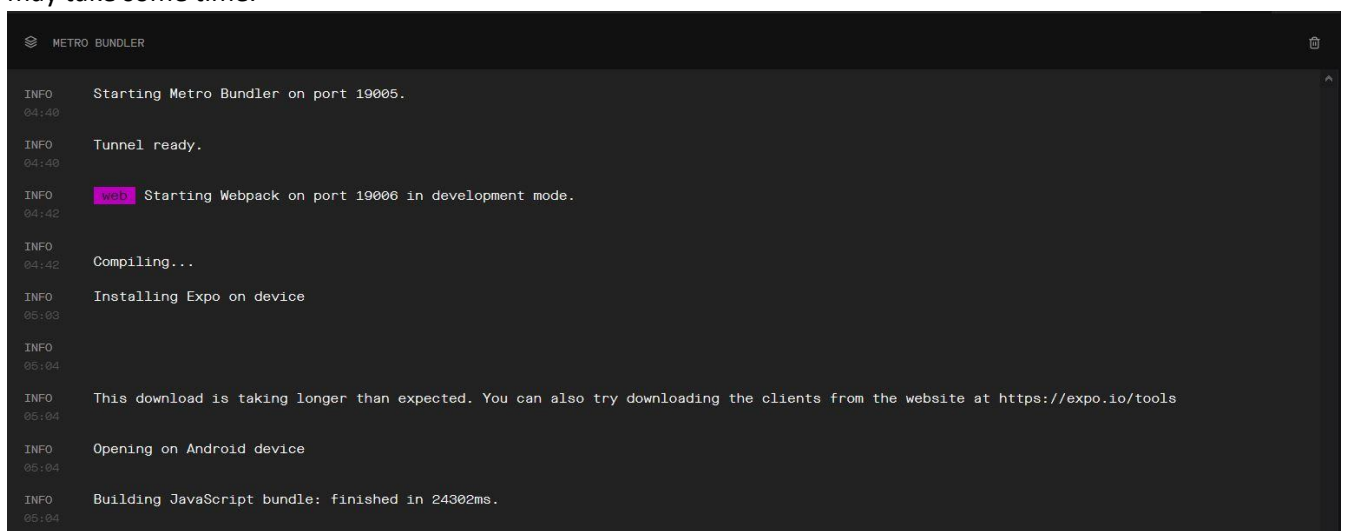 may take some time.
METRO BUNDLER
INFO Starting Metro Bundler on port 19005.
04:40
INFO Tunnel ready.
04:40
INFO web Starting Webpack on port 19006 in development mode.
04:42
INFO
04:42 Compiling...
INFO Installing Expo on device
05:03
INFO
05:04
INFO This download is taking longer than expected. You can also try downloading the clients from the website at https://expo.io/tools
05:04
INFO Opening on Android device
05:04
INFO Building JavaScript bundle: finished in 24302ms.
05:04